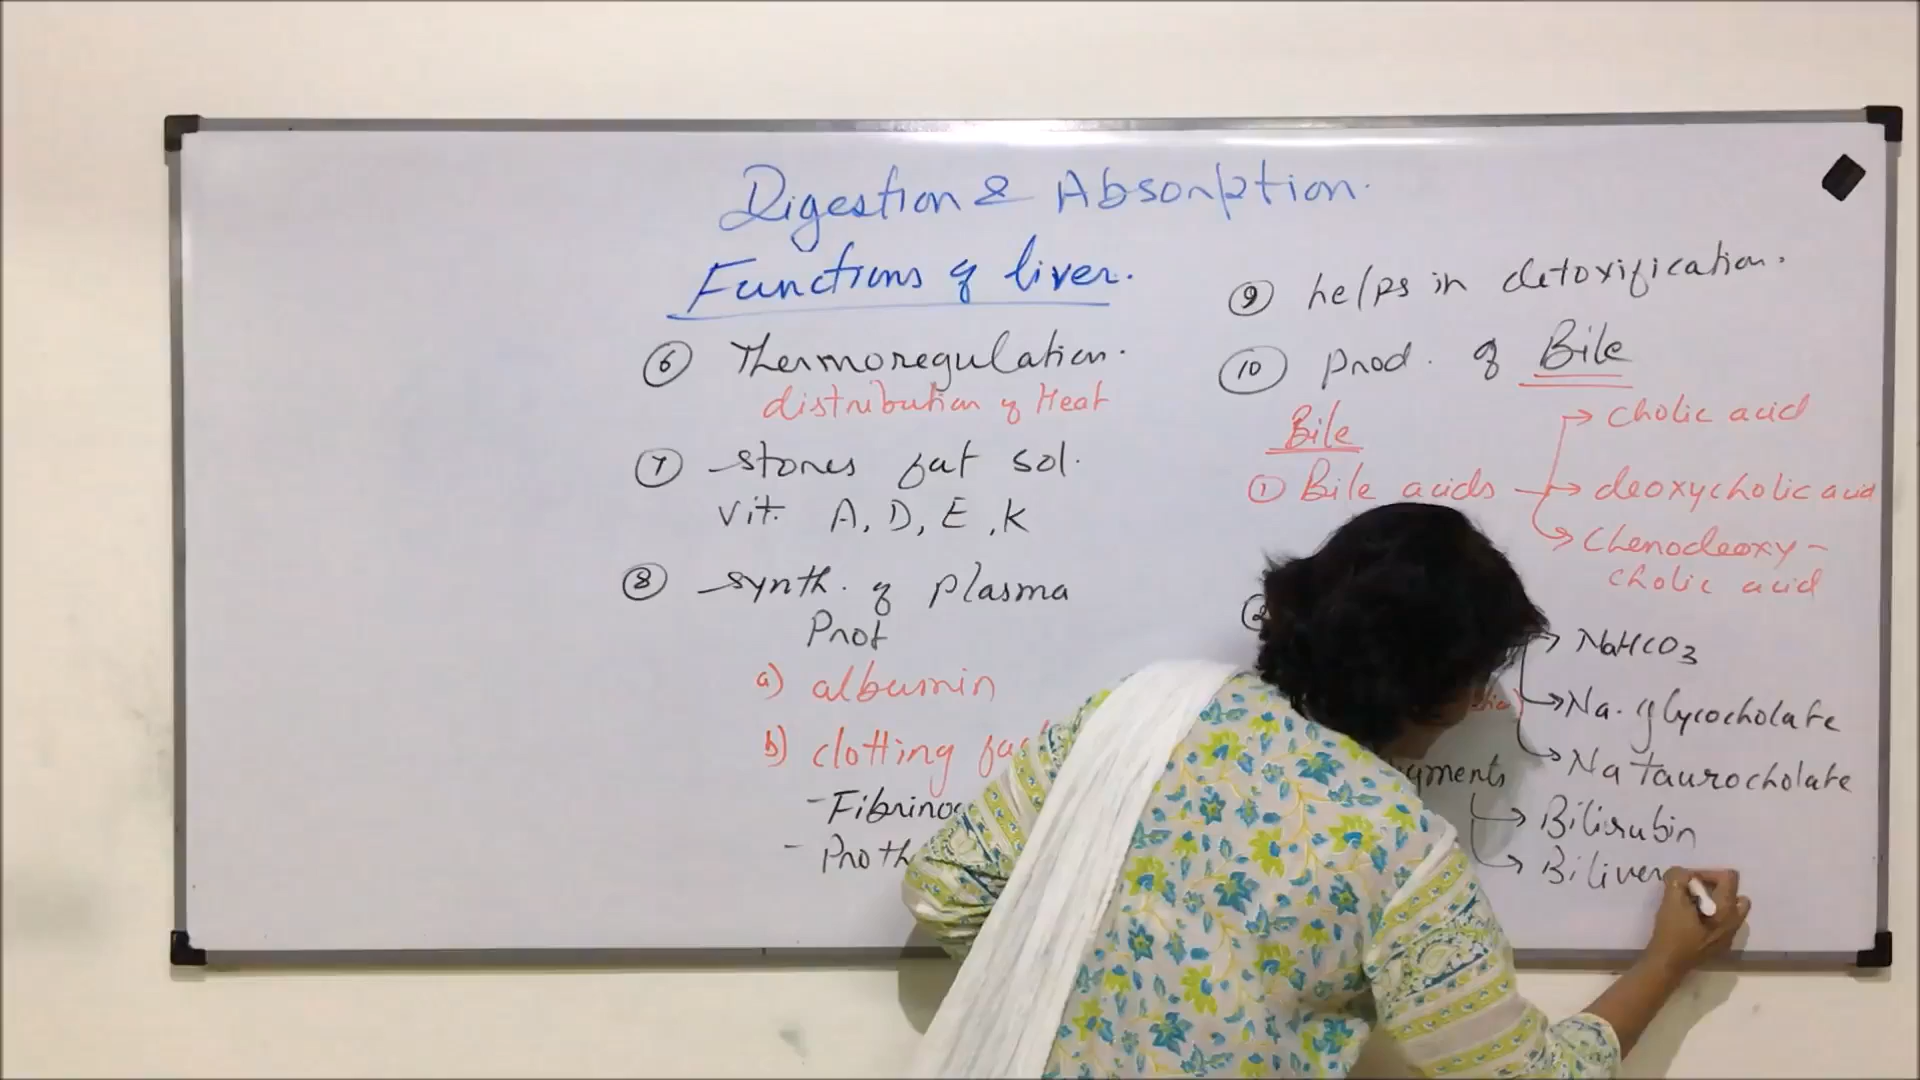 Digestion & Absorption.
Functions of liver.
⑥ Thermoregulation.
distribution of Heat
⑦ stores fat sol.
vit. A, D, E, K
⑧ synth. of plasma
Prot
a) albumin
b) clotting
- Fibrino
- Proth
⑨ helps in detoxification.
⑩ prod. of Bile
Bile
① Bile acids → Cholic acid
→ deoxycholic acid
→ Chenodeoxy-
cholic acid
→ NaHCO3
→ Na. glycocholate
→ Na taurocholate
→ Bilirubin
→ Biliver